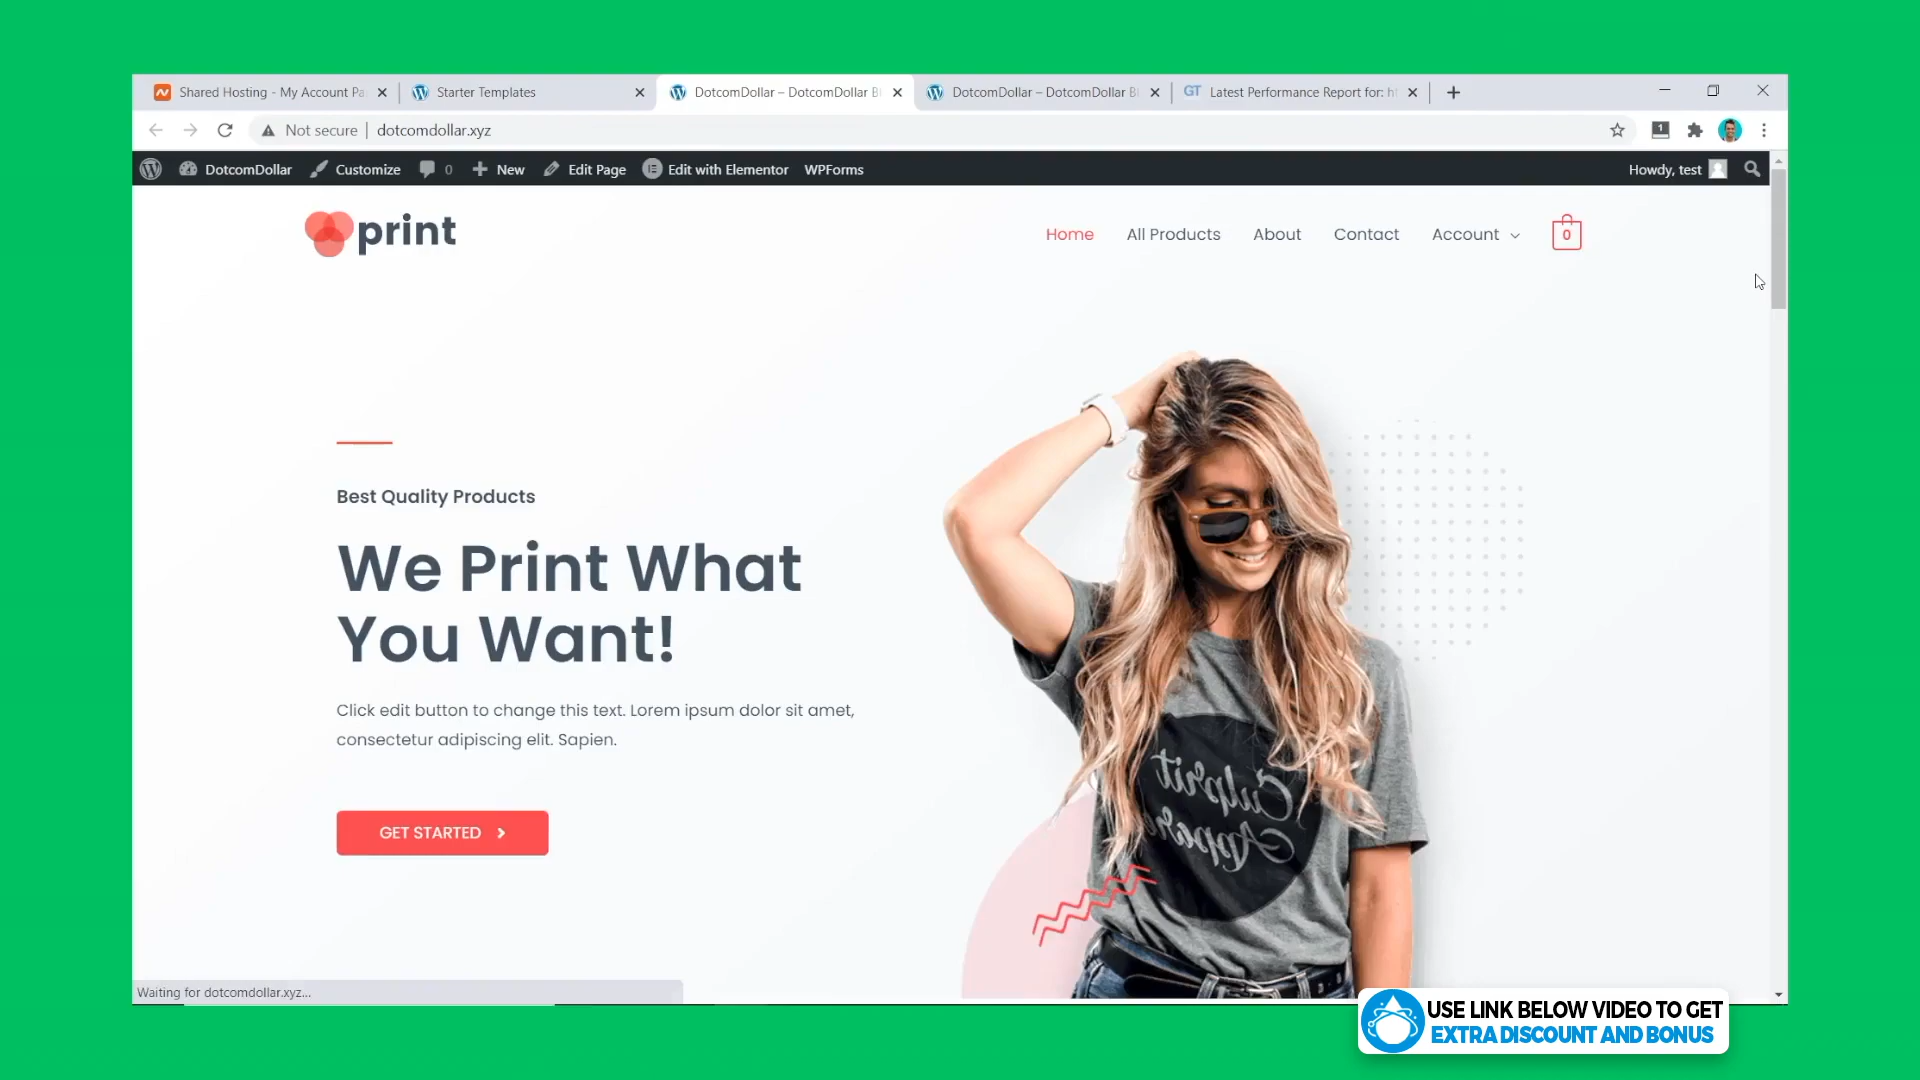 Shared Hosting - My Account Pa
Starter Templates
DotcomDollar – DotcomDollar B
DotcomDollar – DotcomDollar B
GT Latest Performance Report for: h
Not secure | dotcomdollar.xyz
1
DotcomDollar Customize 0 New Edit Page Edit with Elementor WPForms Howdy, test
print
Home All Products About Contact Account 0
Best Quality Products
We Print What
You Want!
Click edit button to change this text. Lorem ipsum dolor sit amet,
consectetur adipiscing elit. Sapien.
GET STARTED
Culprit
Apparel
Waiting for dotcomdollar.xyz...
USE LINK BELOW VIDEO TO GET
EXTRA DISCOUNT AND BONUS